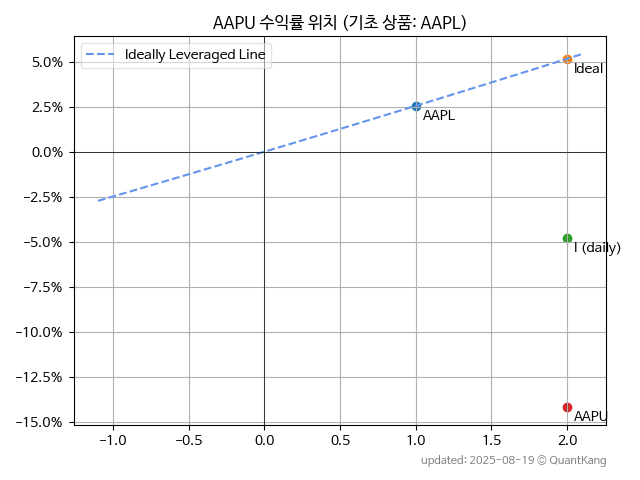 AAPU 수익률 위치 (기초 상품: AAPL)
Ideally Leveraged Line
5.0%
Ideal
2.5%
AAPL
0.0%
−2.5%
−5.0%
I (daily)
−7.5%
−10.0%
−12.5%
−15.0%
AAPU
−1.0 −0.5 0.0 0.5 1.0 1.5 2.0
updated: 2025-08-19 © QuantKang